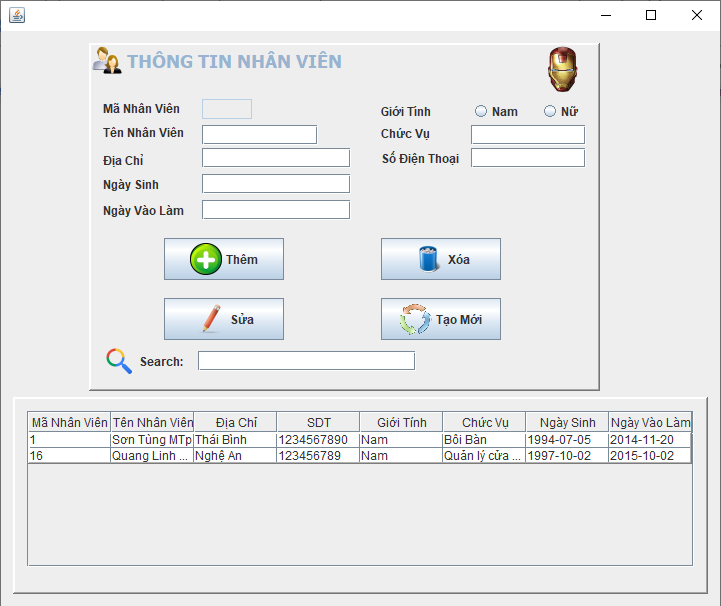 THÔNG TIN NHÂN VIÊN
Mã Nhân Viên
Giới Tính Nam Nữ
Tên Nhân Viên
Chức Vụ
Địa Chỉ
Số Điện Thoại
Ngày Sinh
Ngày Vào Làm
Thêm Xóa
Sửa Tạo Mới
Search:
Mã Nhân Viên Tên Nhân Viên Địa Chỉ SDT Giới Tính Chức Vụ Ngày Sinh Ngày Vào Làm
1 Sơn Tùng MTp Thái Bình 1234567890 Nam Bồi Bàn 1994-07-05 2014-11-20
16 Quang Linh ... Nghệ An 123456789 Nam Quản lý cửa ... 1997-10-02 2015-10-02